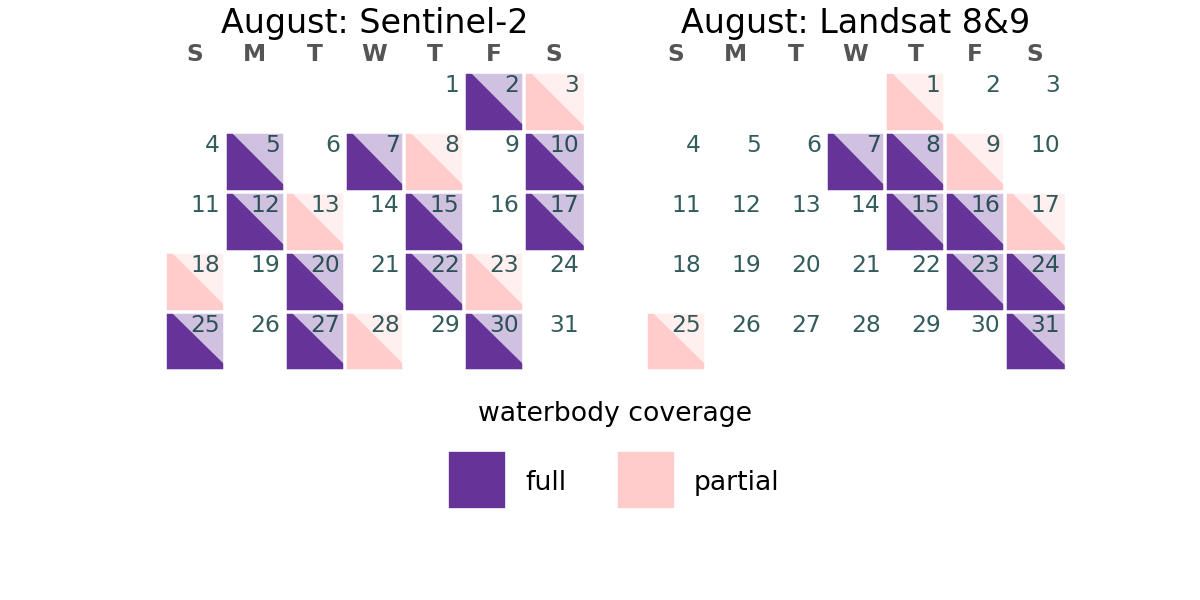 August: Sentinel-2
S M T W T F S
1 2 3
4 5 6 7 8 9 10
11 12 13 14 15 16 17
18 19 20 21 22 23 24
25 26 27 28 29 30 31
August: Landsat 8&9
S M T W T F S
1 2 3
4 5 6 7 8 9 10
11 12 13 14 15 16 17
18 19 20 21 22 23 24
25 26 27 28 29 30 31
waterbody coverage
full
partial